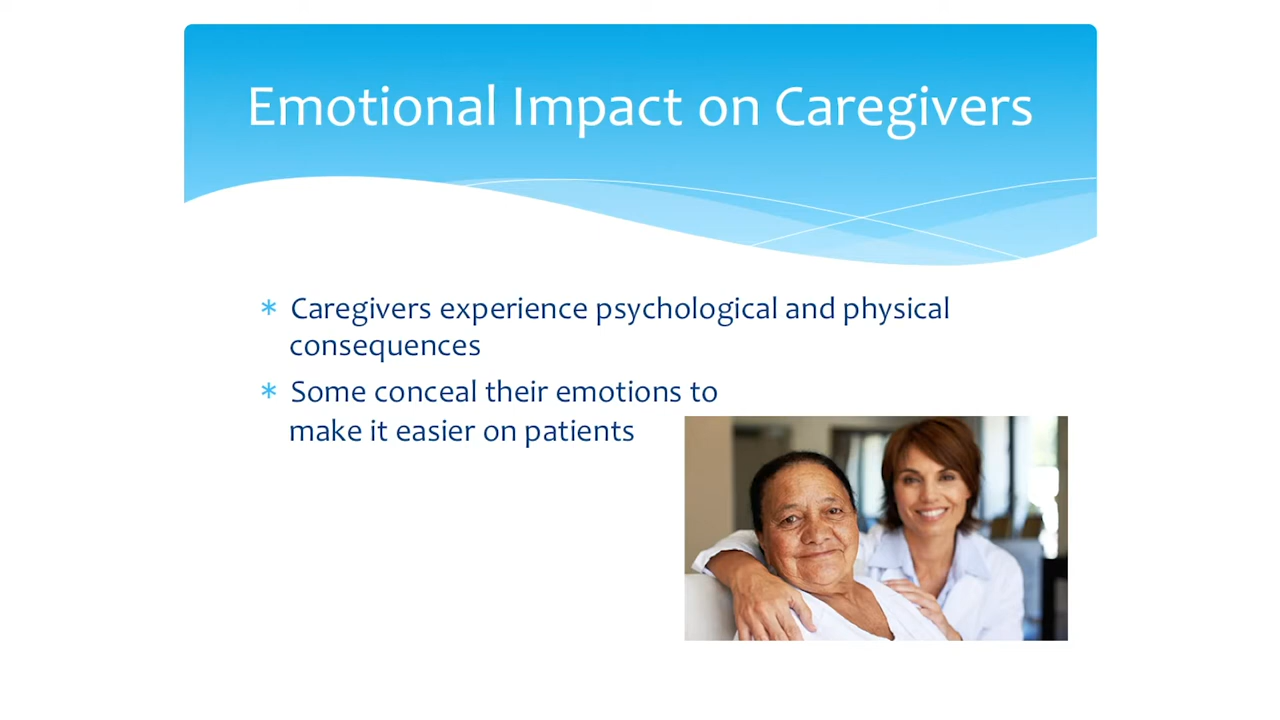 Emotional Impact on Caregivers
* Caregivers experience psychological and physical
consequences
* Some conceal their emotions to
make it easier on patients